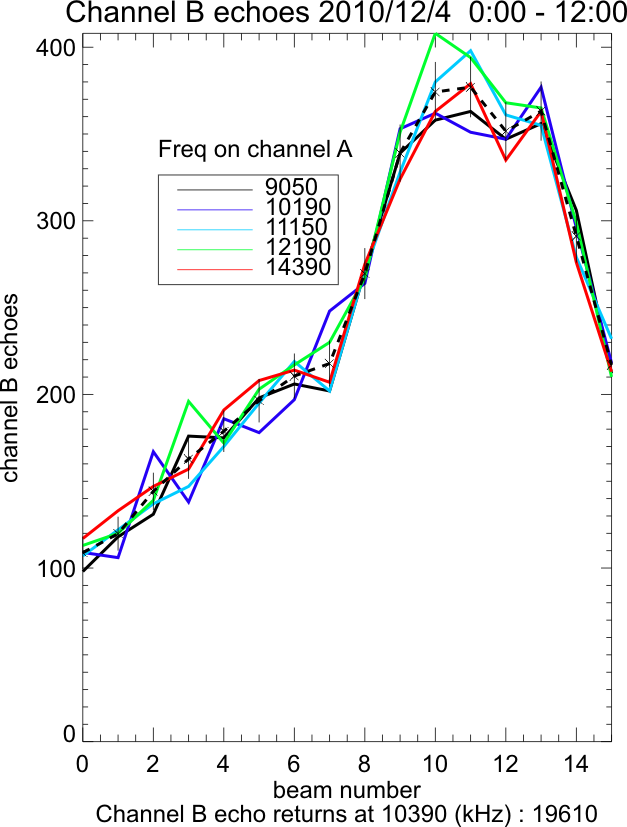 Channel B echoes 2010/12/4  0:00 - 12:00
400
Freq on channel A
9050
10190
11150
12190
14390
300
200
100
0
channel B echoes
0 2 4 6 8 10 12 14
beam number
Channel B echo returns at 10390 (kHz) : 19610